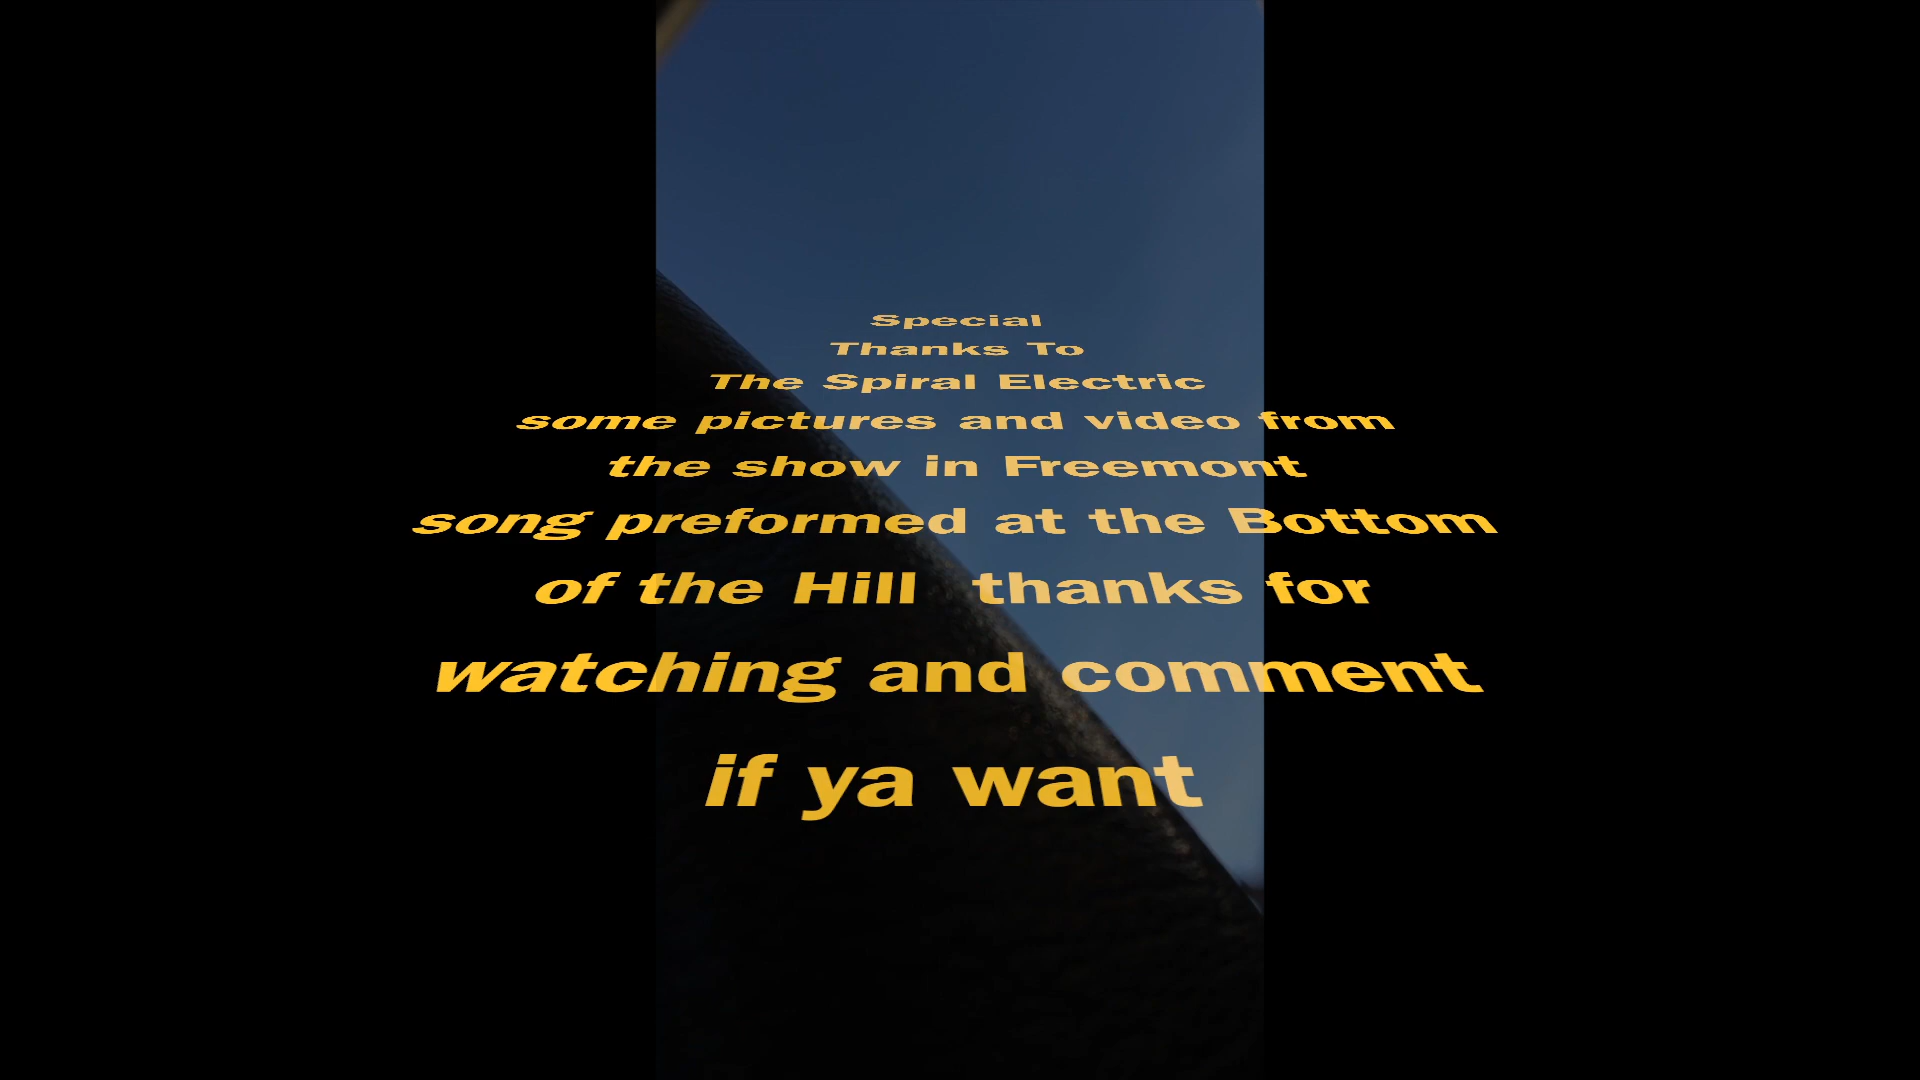 Special
Thanks To
The Spiral Electric
some pictures and video from
the show in Freemont
song preformed at the Bottom
of the Hill  thanks for
watching and comment
if ya want